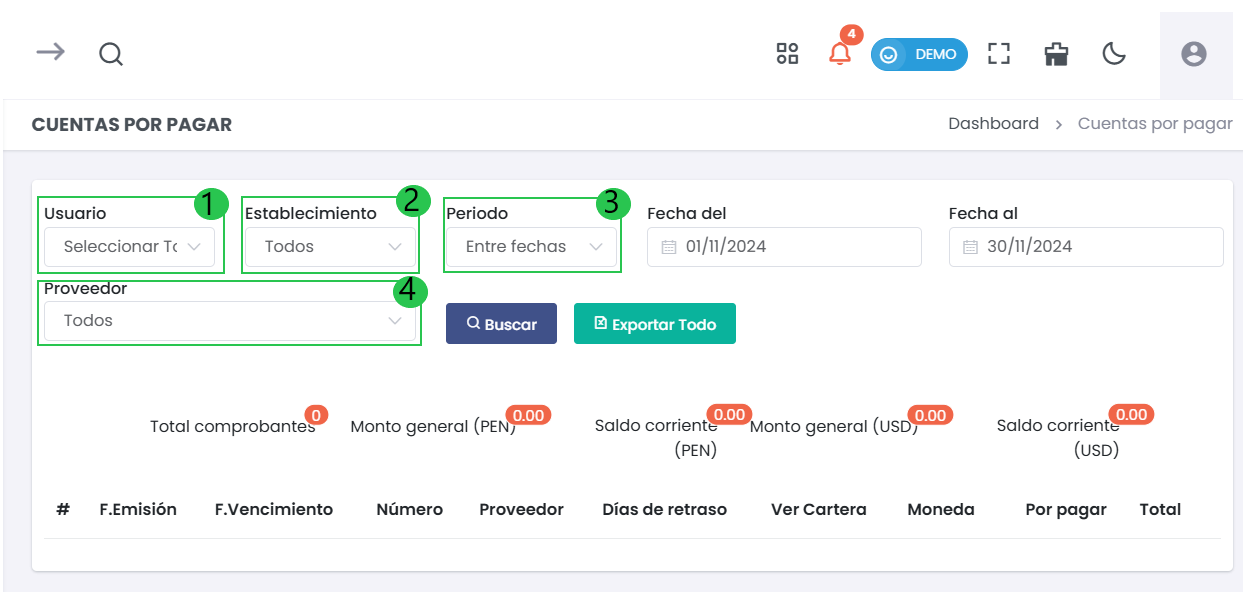 4
DEMO
CUENTAS POR PAGAR
Dashboard > Cuentas por pagar
1 2 3
Usuario Establecimiento Periodo Fecha del Fecha al
Seleccionar To Todos Entre fechas 01/11/2024 30/11/2024
Proveedor 4
Todos Buscar Exportar Todo
0 0.00 0.00 0.00 0.00
Total comprobantes Monto general (PEN) Saldo corriente Monto general (USD) Saldo corriente
(PEN) (USD)
# F.Emisión F.Vencimiento Número Proveedor Días de retraso Ver Cartera Moneda Por pagar Total